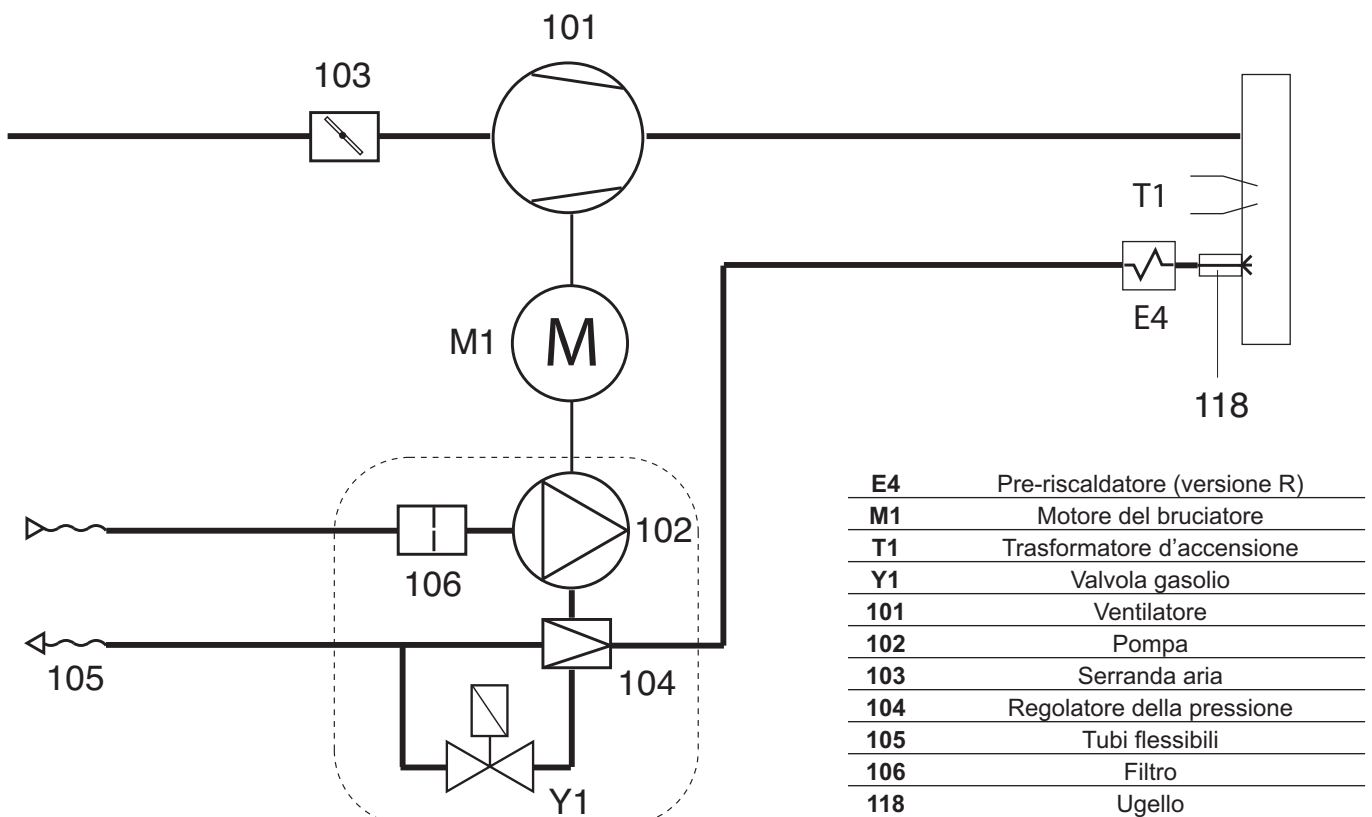 101
103
T1
E4
M1
M
118
102
106
105
104
Y1
E4 Pre-riscaldatore (versione R)
M1 Motore del bruciatore
T1 Trasformatore d'accensione
Y1 Valvola gasolio
101 Ventilatore
102 Pompa
103 Serranda aria
104 Regolatore della pressione
105 Tubi flessibili
106 Filtro
118 Ugello